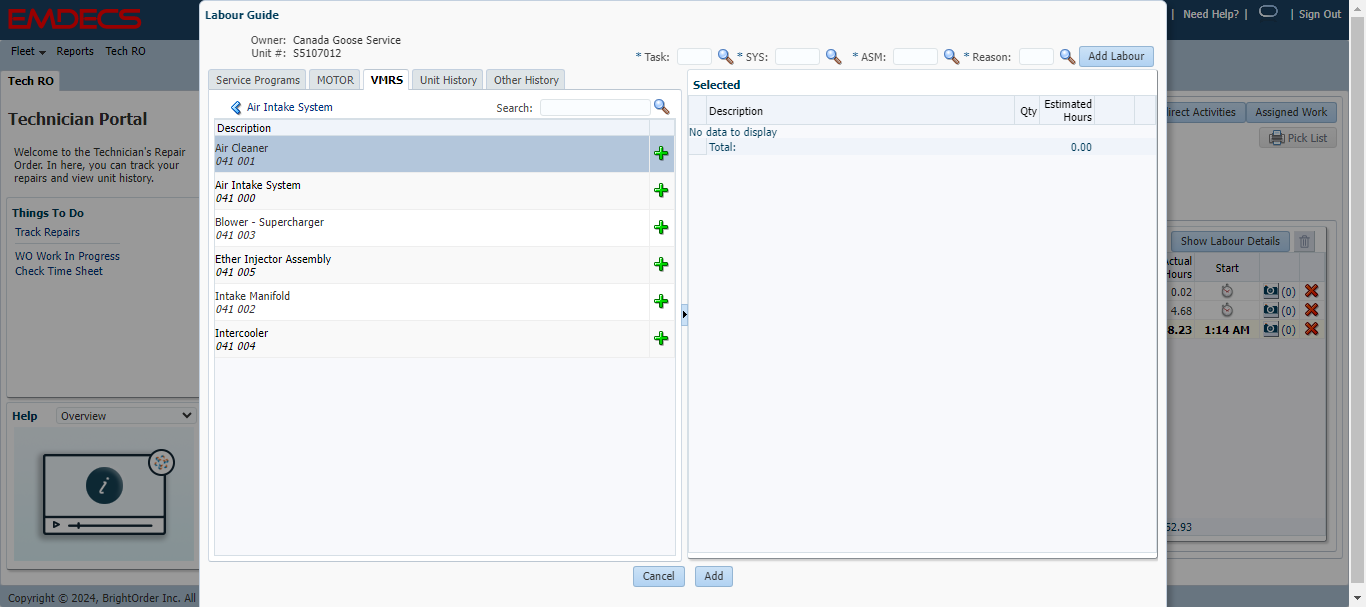 EMDECS
| Need Help? |
| Sign Out
Fleet
Reports
Tech RO
Tech RO
Technician Portal
Welcome to the Technician's Repair
Order. In here, you can track your
repairs and view unit history.
Things To Do
Track Repairs
WO Work In Progress
Check Time Sheet
Help
Overview
i
Copyright © 2024, BrightOrder Inc. All
Labour Guide
Owner: Canada Goose Service
Unit #: S5107012
* Task:
* SYS:
* ASM:
* Reason:
Add Labour
Service Programs
MOTOR
VMRS
Unit History
Other History
Air Intake System
Search:
Description
Air Cleaner
041 001
Air Intake System
041 000
Blower - Supercharger
041 003
Ether Injector Assembly
041 005
Intake Manifold
041 002
Intercooler
041 004
Selected
Description
Qty
Estimated
Hours
No data to display
Total:
0.00
Cancel
Add
irect Activities
Assigned Work
Pick List
Show Labour Details
ctual
Hours
Start
0.02
(0)
4.68
(0)
8.23
1:14 AM
(0)
52.93